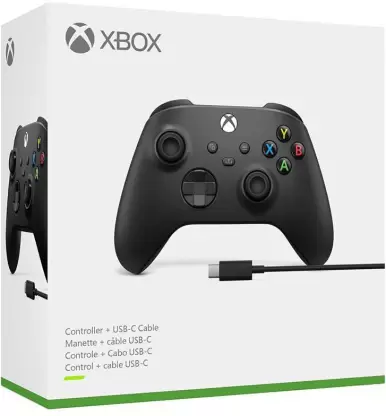 XBOX
Y
X
B
A
Controller + USB-C Cable
Manette + câble USB-C
Controle + Cabo USB-C
Control + cable USB-C